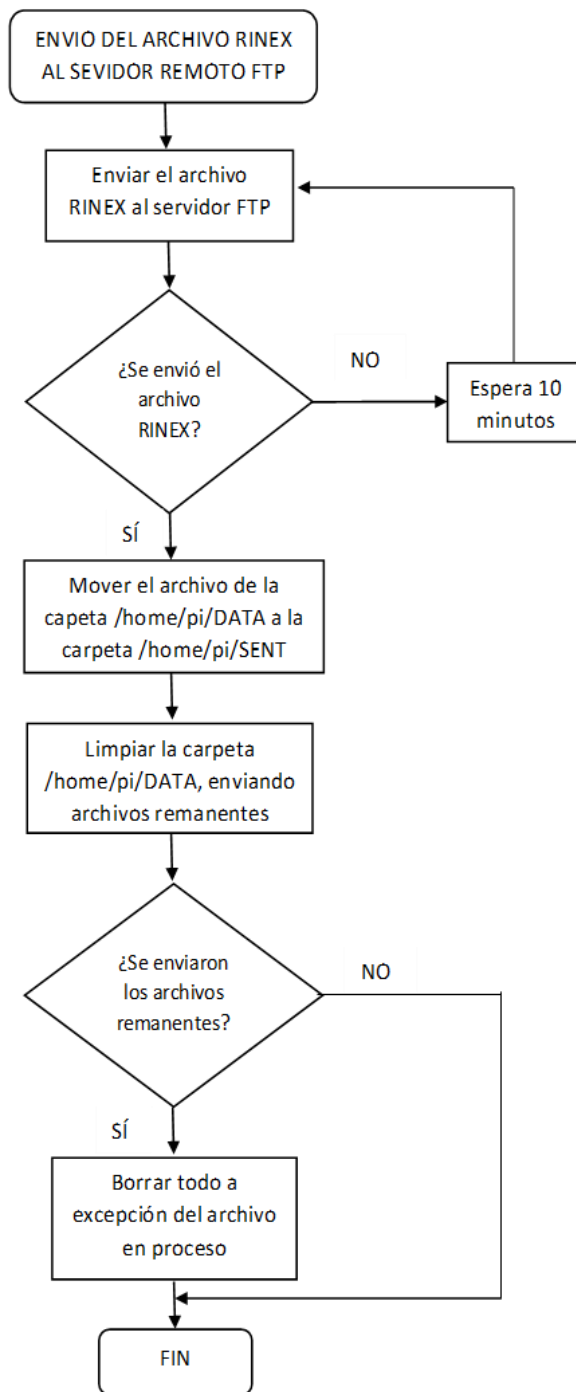 ENVIO DEL ARCHIVO RINEX
AL SEVIDOR REMOTO FTP
Enviar el archivo
RINEX al servidor FTP
¿Se envió el
archivo
RINEX?
NO
Espera 10
minutos
SÍ
Mover el archivo de la
capeta /home/pi/DATA a la
carpeta /home/pi/SENT
Limpiar la carpeta
/home/pi/DATA, enviando
archivos remanentes
¿Se enviaron
los archivos
remanentes?
NO
SÍ
Borrar todo a
excepción del archivo
en proceso
FIN